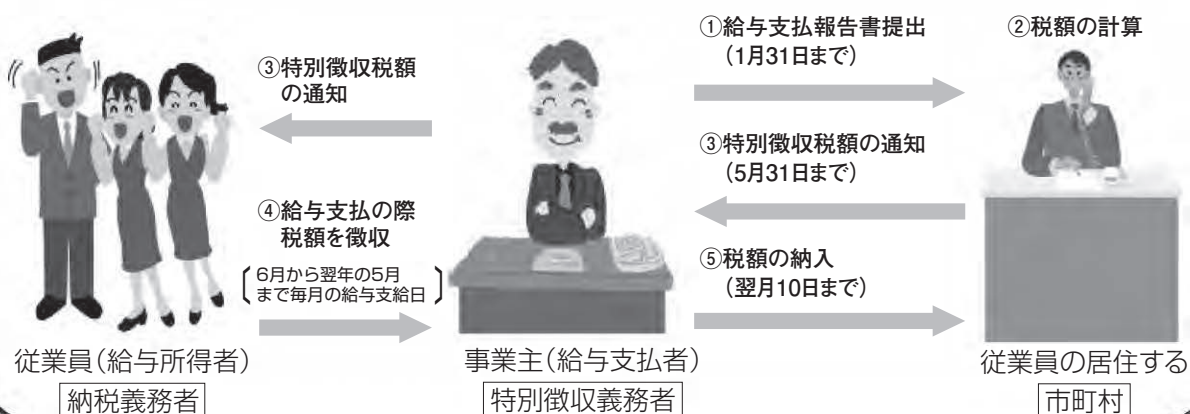 ①給与支払報告書提出
(1月31日まで)
②税額の計算
③特別徴収税額
の通知
③特別徴収税額の通知
(5月31日まで)
④給与支払の際
税額を徴収
6月から翌年の5月
まで毎月の給与支給日
⑤税額の納入
(翌月10日まで)
従業員(給与所得者)
納税義務者
事業主(給与支払者)
特別徴収義務者
従業員の居住する
市町村